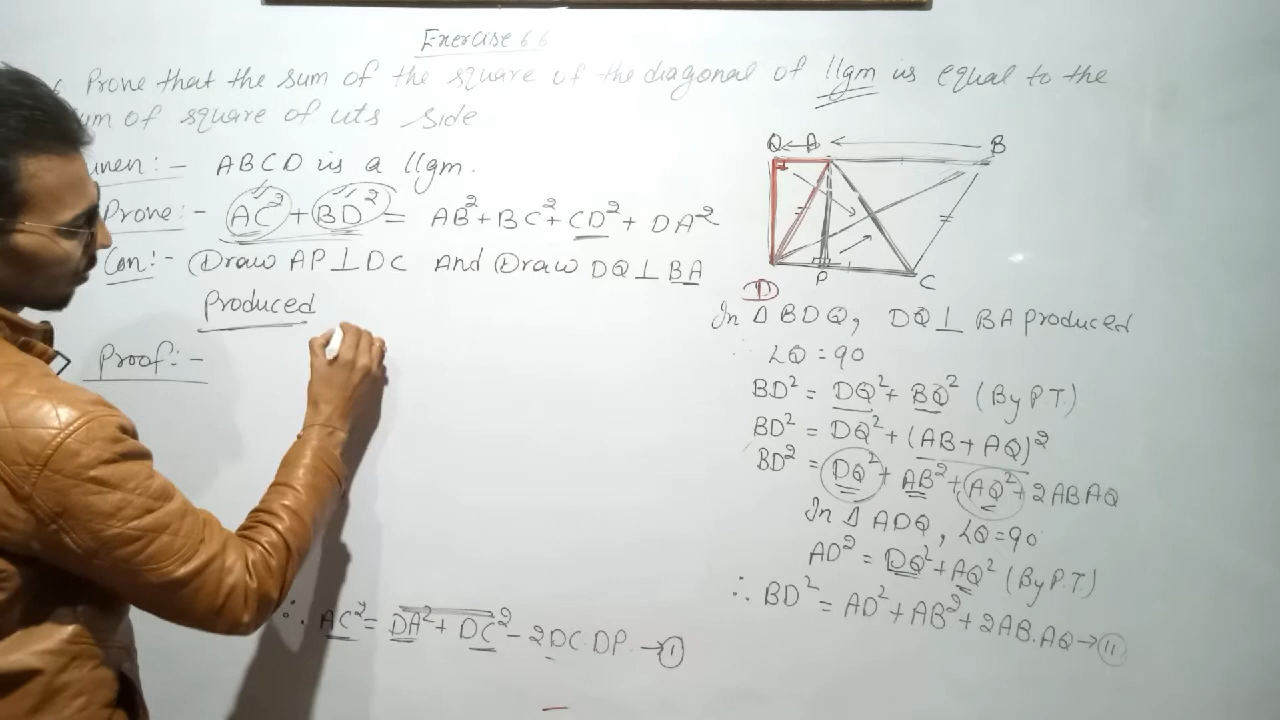 Exercise 6.6
Prove that the sum of the square of the diagonal of llgm is equal to the
um of square of its side
iven:- ABCD is a llgm.
Prove:- AC² + BD² = AB² + BC² + CD² + DA²
Con:- Draw AP ⊥ DC And Draw DQ ⊥ BA
Produced
Proof:-
∴ AC² = DA² + DC² - 2DC.DP. → (1)
Q A B
D P C
In Δ BDQ, DQ ⊥ BA produced
∴ ∠Q = 90
BD² = DQ² + BQ² (By P.T.)
BD² = DQ² + (AB + AQ)²
BD² = DQ² + AB² + AQ² + 2ABAQ
In Δ ADQ, ∠Q = 90
AD² = DQ² + AQ² (By P.T.)
∴ BD² = AD² + AB² + 2AB.AQ → (11)